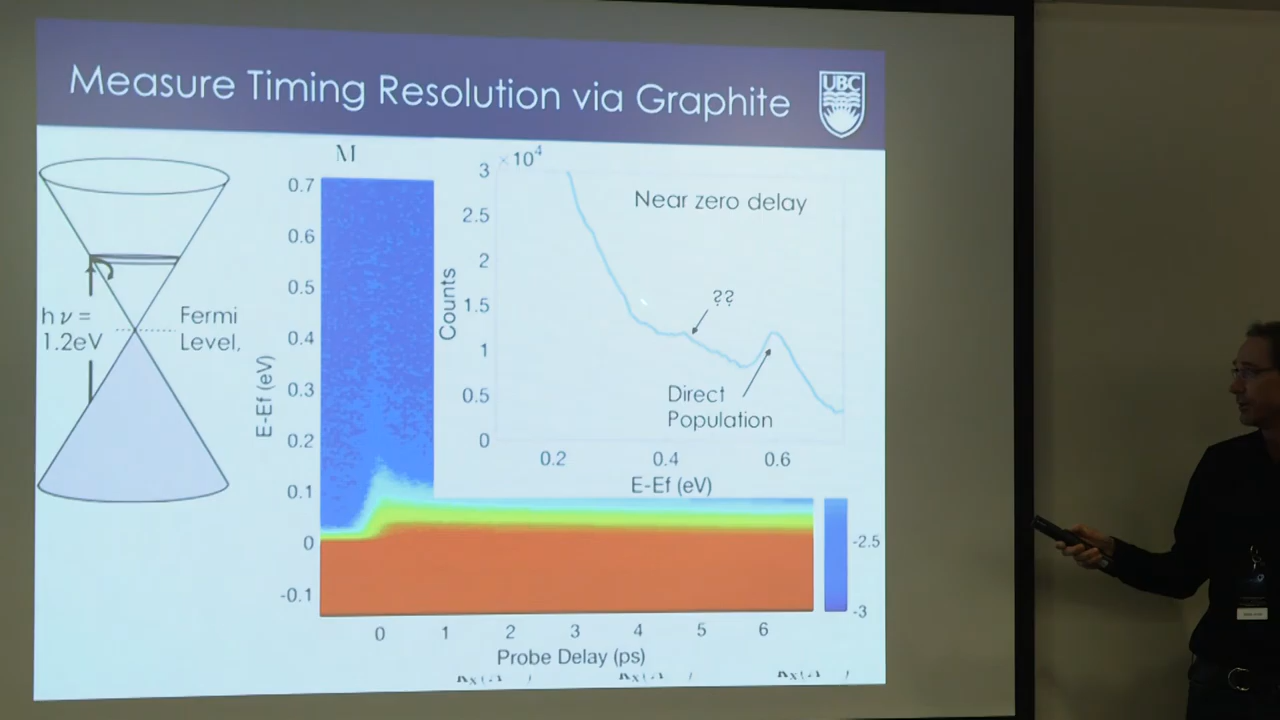 Measure Timing Resolution via Graphite
UBC
h ν =
1.2eV
Fermi
Level,
M
E-Ef (eV)
0.7
0.6
0.5
0.4
0.3
0.2
0.1
0
-0.1
0 1 2 3 4 5 6
Probe Delay (ps)
× 10⁴
Counts
3
2.5
2
1.5
1
0.5
0
Near zero delay
??
Direct
Population
0.2 0.4 0.6
E-Ef (eV)
-2.5
-3